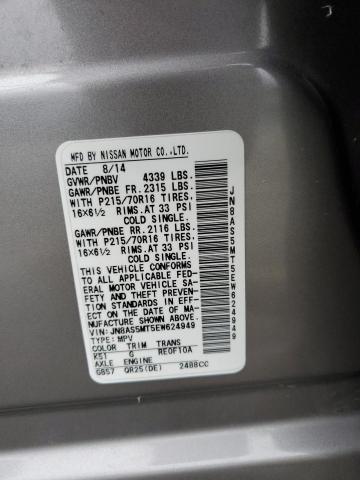 MFD BY NISSAN MOTOR CO.,LTD.
DATE 8/14
GVWR/PNBV 4339 LBS.
GAWR/PNBE FR. 2315 LBS.
WITH P215/70R16 TIRES,
16X6½ RIMS. AT 33 PSI
COLD SINGLE.
GAWR/PNBE RR. 2116 LBS.
WITH P215/70R16 TIRES,
16X6½ RIMS. AT 33 PSI
COLD SINGLE.
THIS VEHICLE CONFORMS
TO ALL APPLICABLE FED-
ERAL MOTOR VEHICLE SA-
FETY AND THEFT PREVEN-
TION STANDARDS IN EFF-
ECT ON THE DATE OF MA-
NUFACTURE SHOWN ABOVE.
VIN: JN8AS5MT5EW624949
TYPE: MPV
COLOR TRIM TRANS
K51 G RE0F10A
AXLE ENGINE
GB57 QR25(DE) 2488CC
JN8AS5MT5EW624949